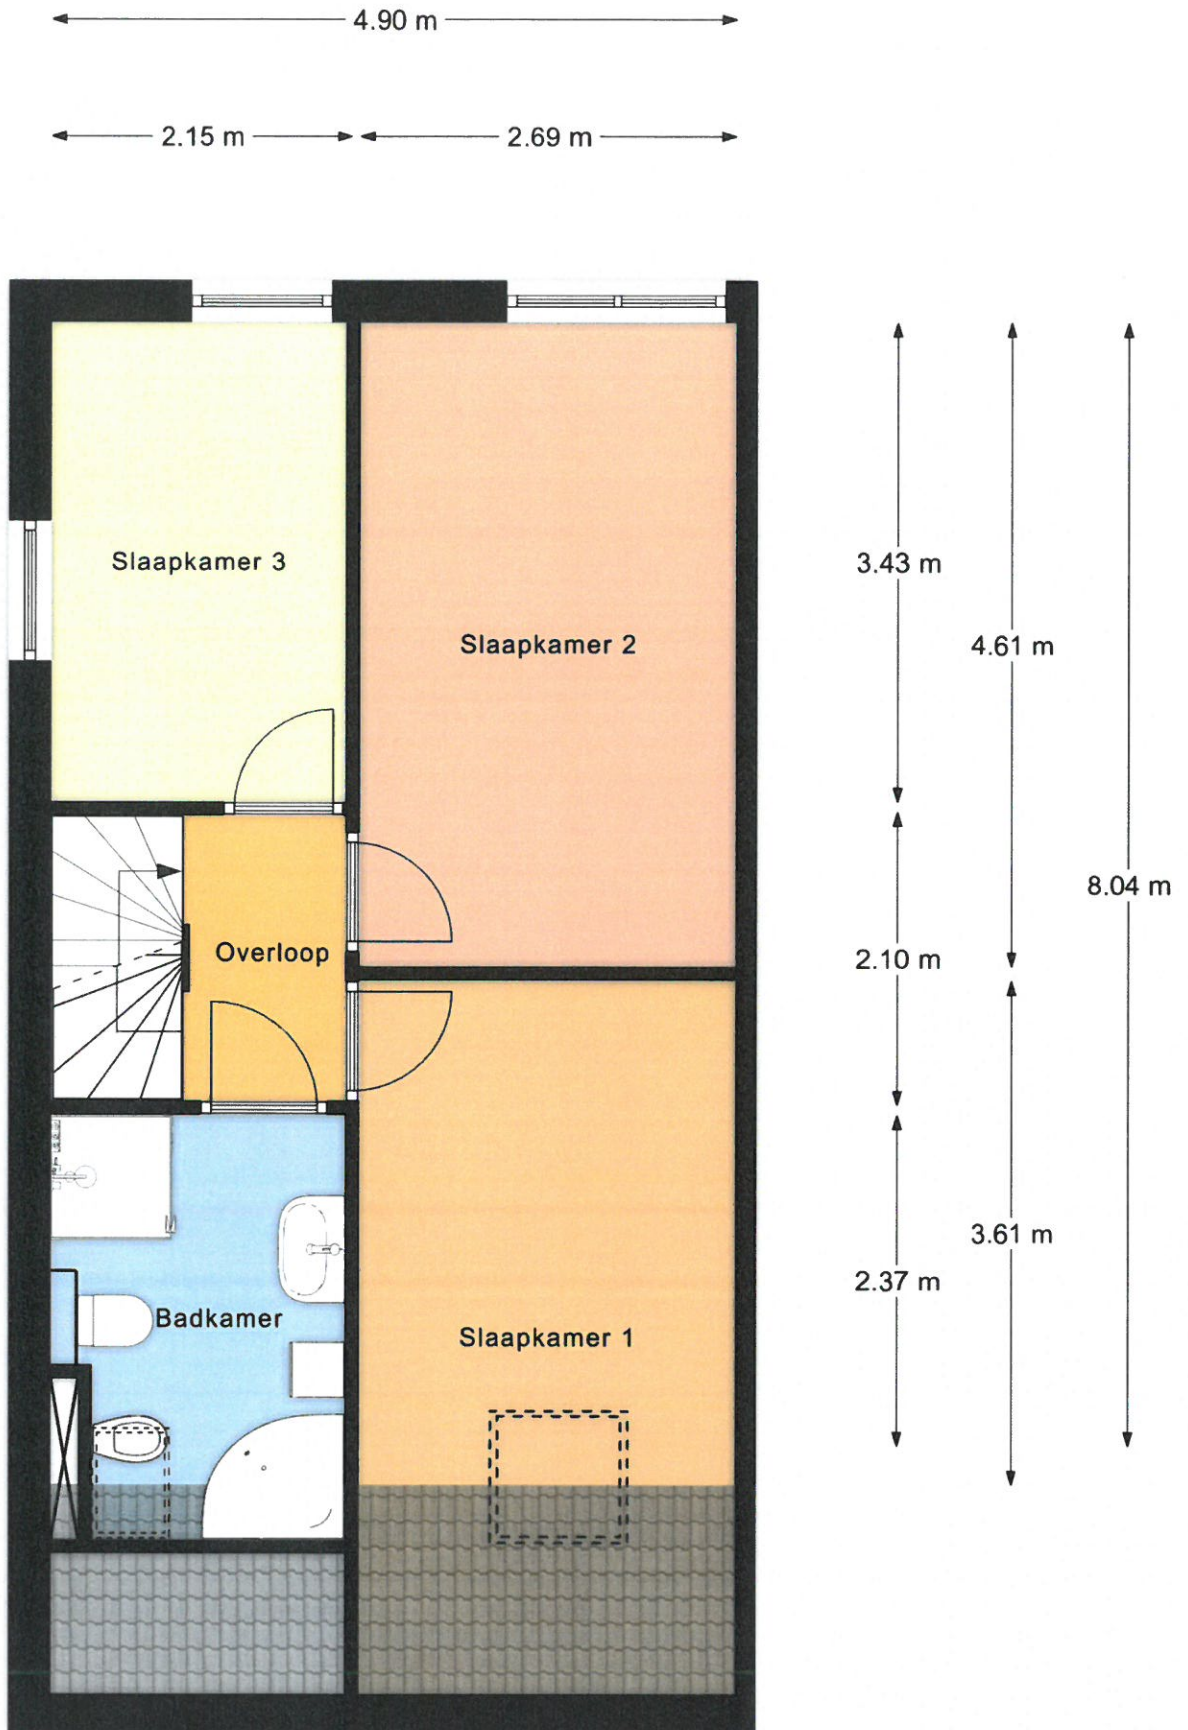 4.90 m
2.15 m
2.69 m
Slaapkamer 3
3.43 m
Slaapkamer 2
4.61 m
8.04 m
Overloop
2.10 m
3.61 m
2.37 m
Badkamer
Slaapkamer 1